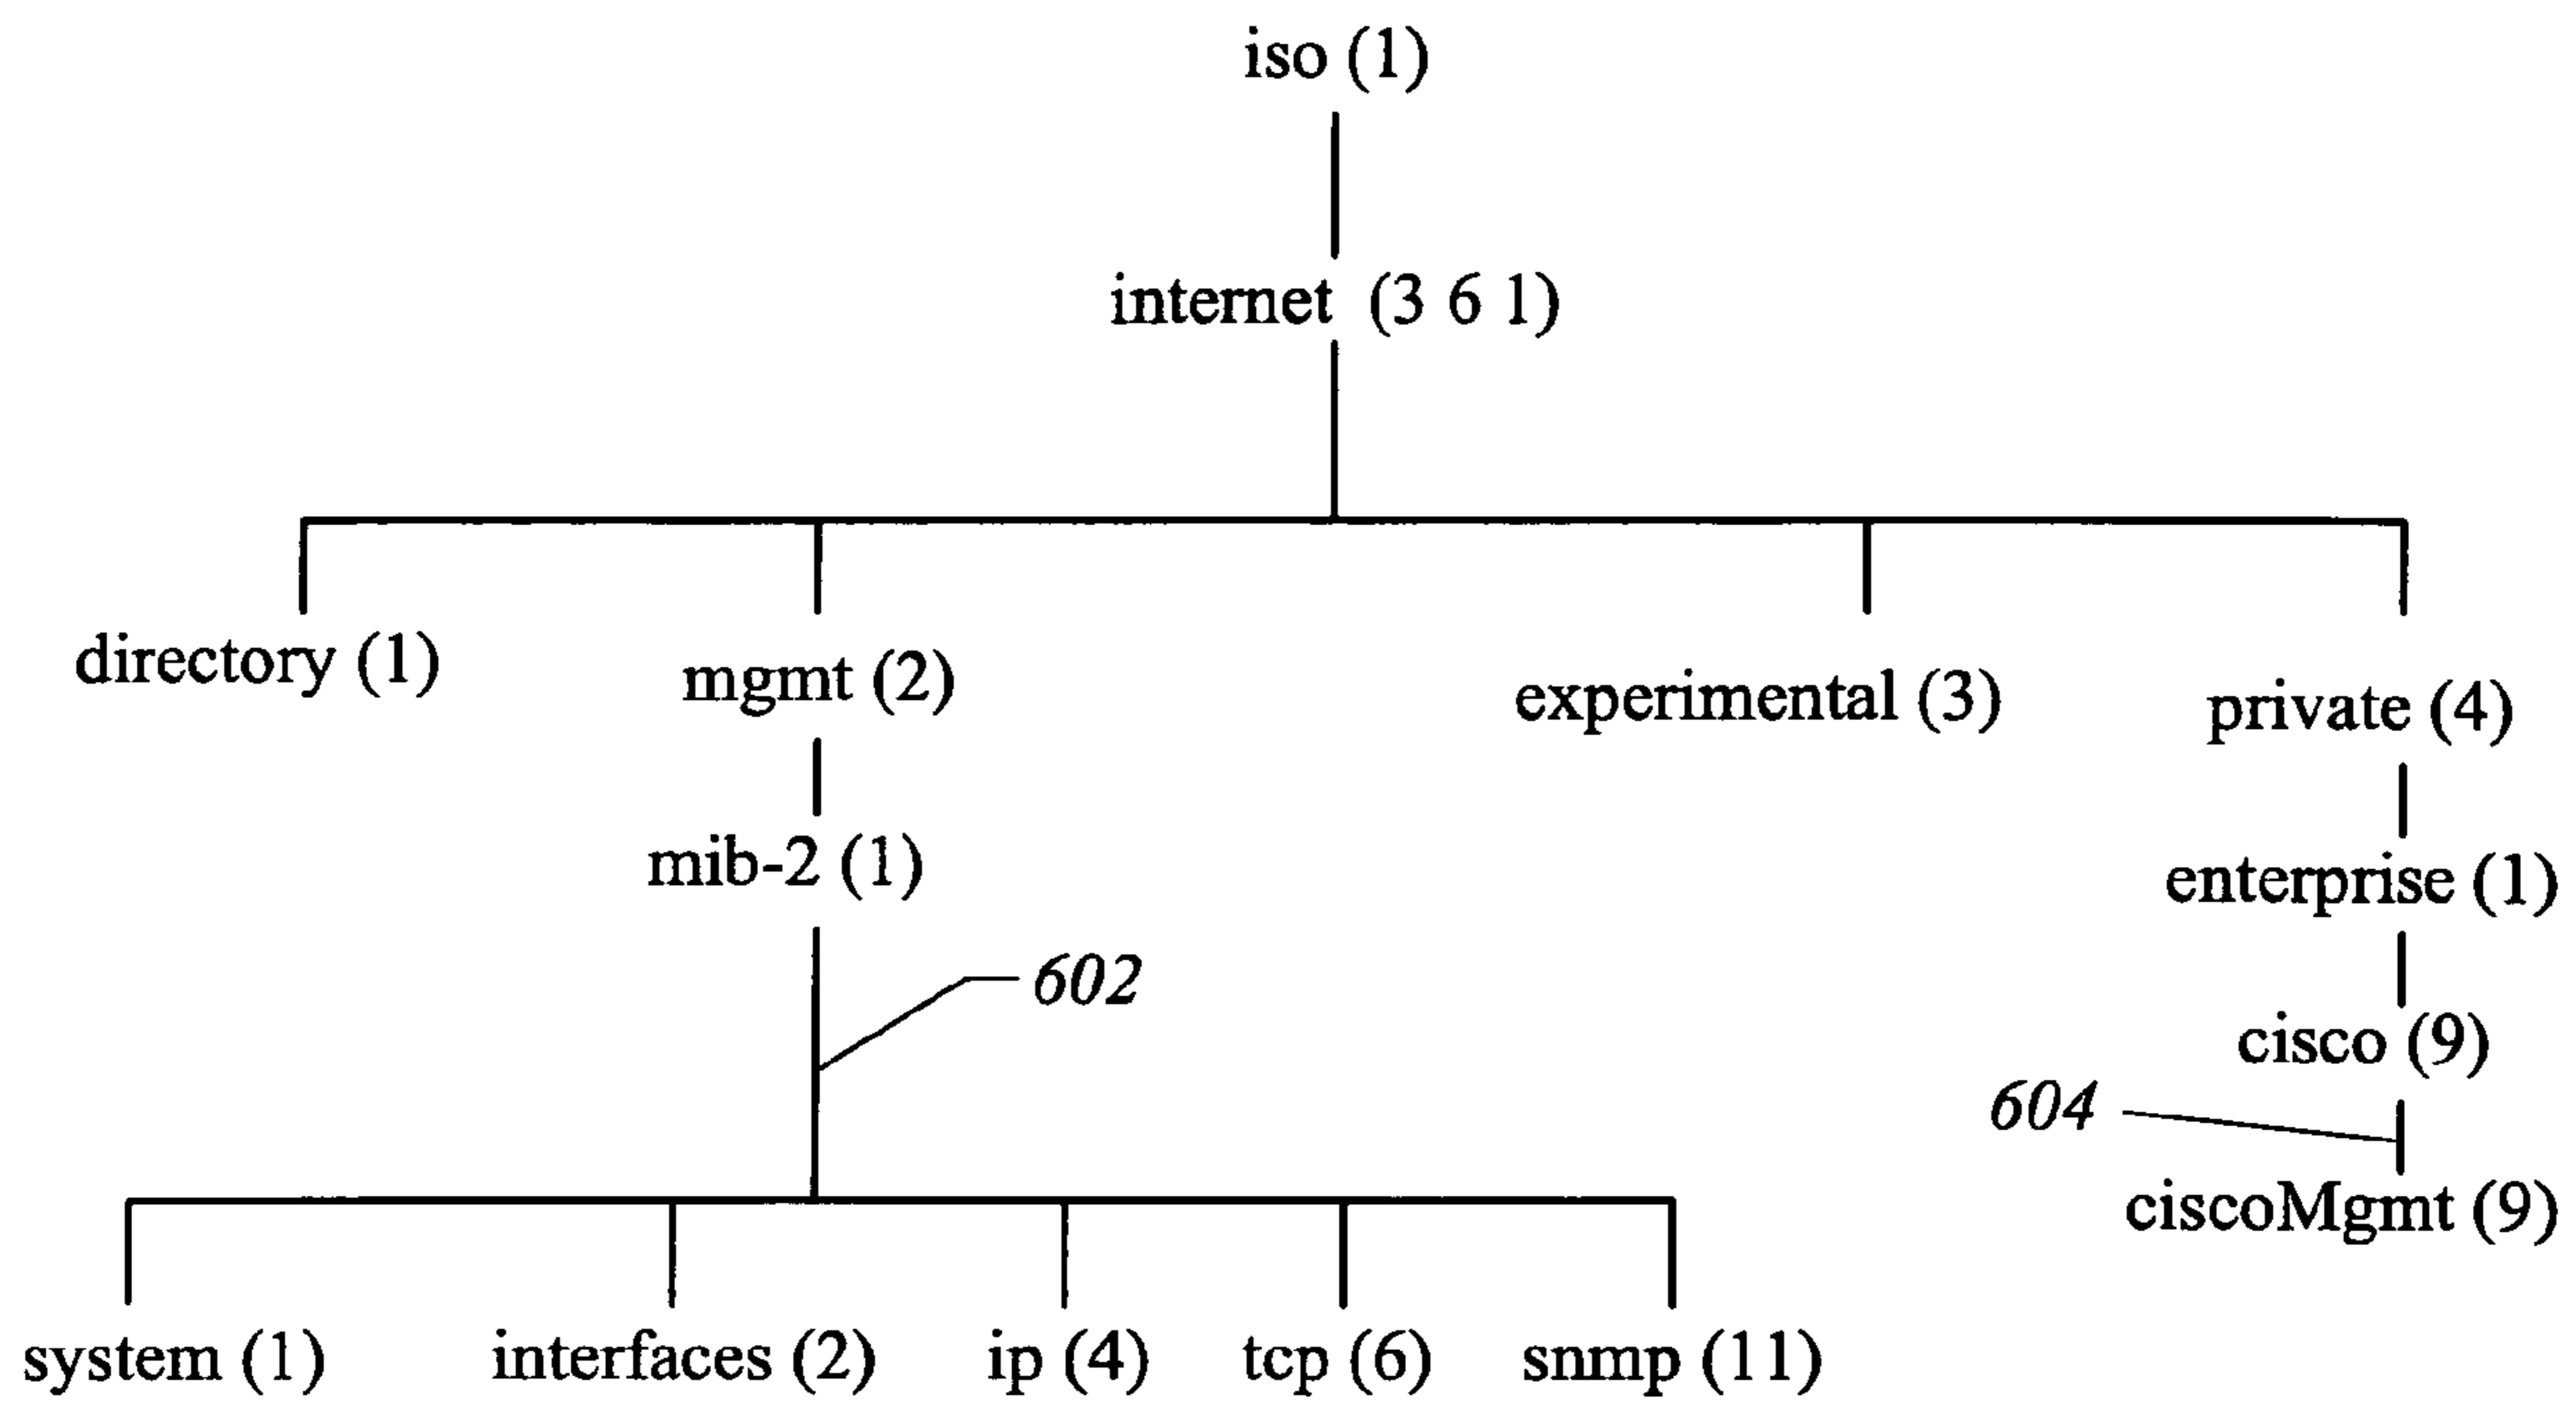 iso (1)
internet (3 6 1)
directory (1)
mgmt (2)
experimental (3)
private (4)
mib-2 (1)
enterprise (1)
602
cisco (9)
604
ciscoMgmt (9)
system (1)
interfaces (2)
ip (4)
tcp (6)
snmp (11)